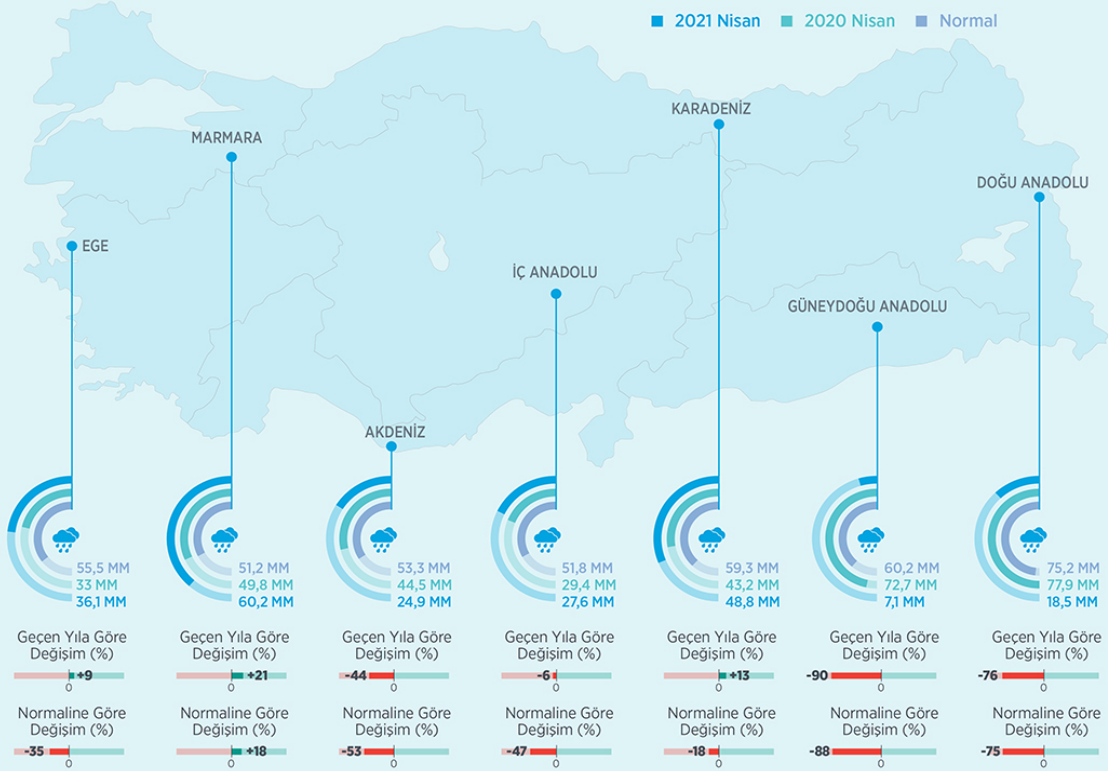 2021 Nisan 2020 Nisan Normal
KARADENİZ
MARMARA
DOĞU ANADOLU
EGE
İÇ ANADOLU
GÜNEYDOĞU ANADOLU
AKDENİZ
55,5 MM
33 MM
36,1 MM
Geçen Yıla Göre
Değişim (%)
+9
0
Normaline Göre
Değişim (%)
-35
0
51,2 MM
49,8 MM
60,2 MM
Geçen Yıla Göre
Değişim (%)
+21
0
Normaline Göre
Değişim (%)
+18
0
53,3 MM
44,5 MM
24,9 MM
Geçen Yıla Göre
Değişim (%)
-44
0
Normaline Göre
Değişim (%)
-53
0
51,8 MM
29,4 MM
27,6 MM
Geçen Yıla Göre
Değişim (%)
-6
0
Normaline Göre
Değişim (%)
-47
0
59,3 MM
43,2 MM
48,8 MM
Geçen Yıla Göre
Değişim (%)
+13
0
Normaline Göre
Değişim (%)
-18
0
60,2 MM
72,7 MM
7,1 MM
Geçen Yıla Göre
Değişim (%)
-90
0
Normaline Göre
Değişim (%)
-88
0
75,2 MM
77,9 MM
18,5 MM
Geçen Yıla Göre
Değişim (%)
-76
0
Normaline Göre
Değişim (%)
-75
0